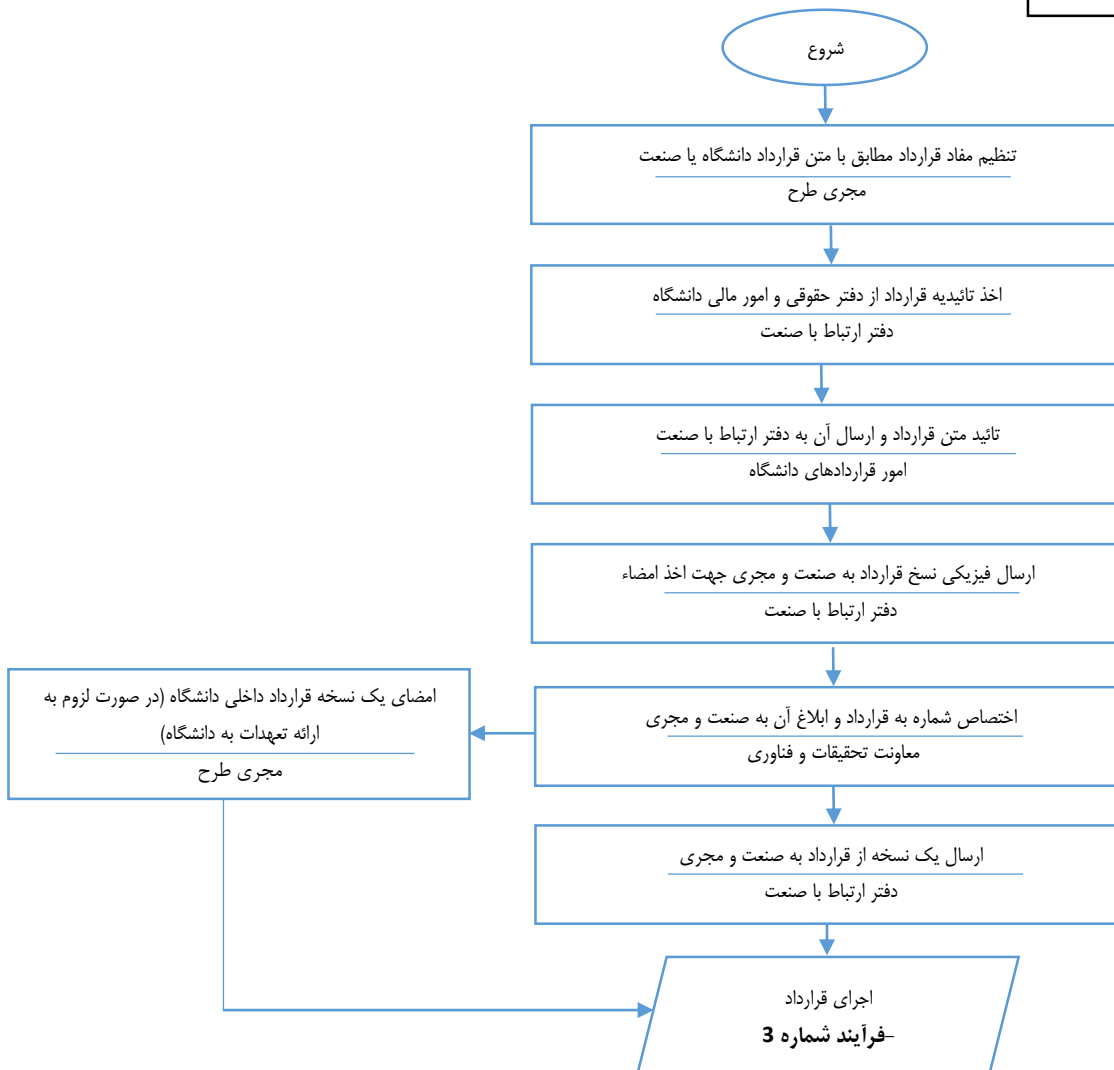 شروع
تنظیم مفاد قرارداد مطابق با متن قرارداد دانشگاه یا صنعت
مجری طرح
اخذ تائیدیه قرارداد از دفتر حقوقی و امور مالی دانشگاه
دفتر ارتباط با صنعت
تائید متن قرارداد و ارسال آن به دفتر ارتباط با صنعت
امور قراردادهای دانشگاه
ارسال فیزیکی نسخ قرارداد به صنعت و مجری جهت اخذ امضاء
دفتر ارتباط با صنعت
اختصاص شماره به قرارداد و ابلاغ آن به صنعت و مجری
معاونت تحقیقات و فناوری
امضای یک نسخه قرارداد داخلی دانشگاه (در صورت لزوم به
ارائه تعهدات به دانشگاه)
مجری طرح
ارسال یک نسخه از قرارداد به صنعت و مجری
دفتر ارتباط با صنعت
اجرای قرارداد
–فرآیند شماره 3